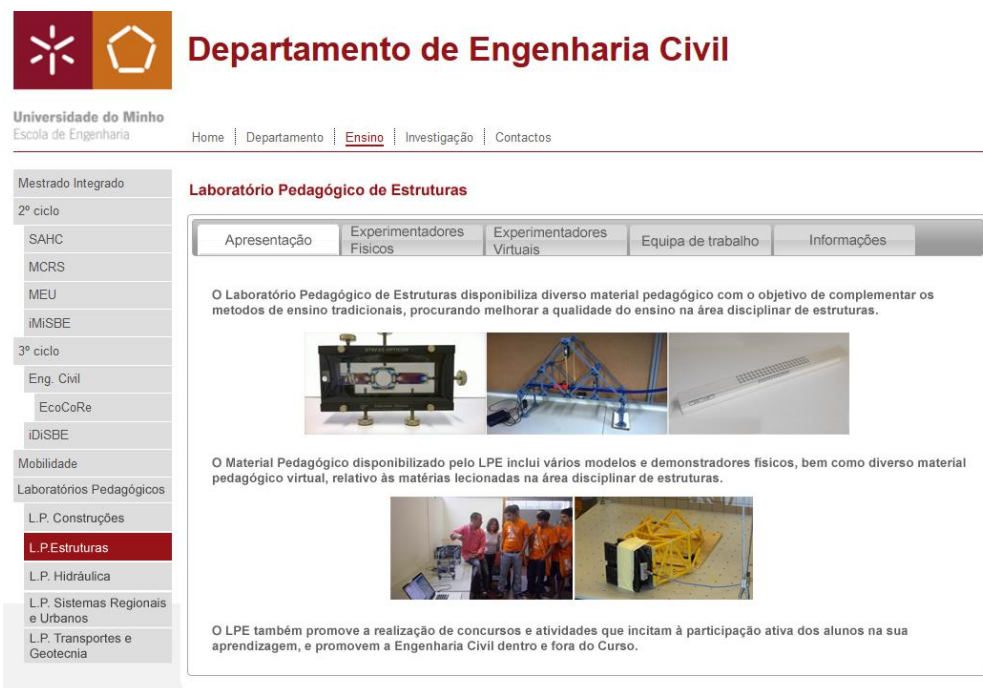 Departamento de Engenharia Civil
Universidade do Minho
Escola de Engenharia
Home
Departamento
Ensino
Investigação
Contactos
Mestrado Integrado
2º ciclo
SAHC
MCRS
MEU
iMiSBE
3º ciclo
Eng. Civil
EcoCoRe
iDiSBE
Mobilidade
Laboratórios Pedagógicos
L.P. Construções
L.P.Estruturas
L.P. Hidráulica
L.P. Sistemas Regionais
e Urbanos
L.P. Transportes e
Geotecnia
Laboratório Pedagógico de Estruturas
Apresentação
Experimentadores
Fisicos
Experimentadores
Virtuais
Equipa de trabalho
Informações
O Laboratório Pedagógico de Estruturas disponibiliza diverso material pedagógico com o objetivo de complementar os
metodos de ensino tradicionais, procurando melhorar a qualidade do ensino na área disciplinar de estruturas.
O Material Pedagógico disponibilizado pelo LPE inclui vários modelos e demonstradores físicos, bem como diverso material
pedagógico virtual, relativo às matérias lecionadas na área disciplinar de estruturas.
O LPE também promove a realização de concursos e atividades que incitam à participação ativa dos alunos na sua
aprendizagem, e promovem a Engenharia Civil dentro e fora do Curso.